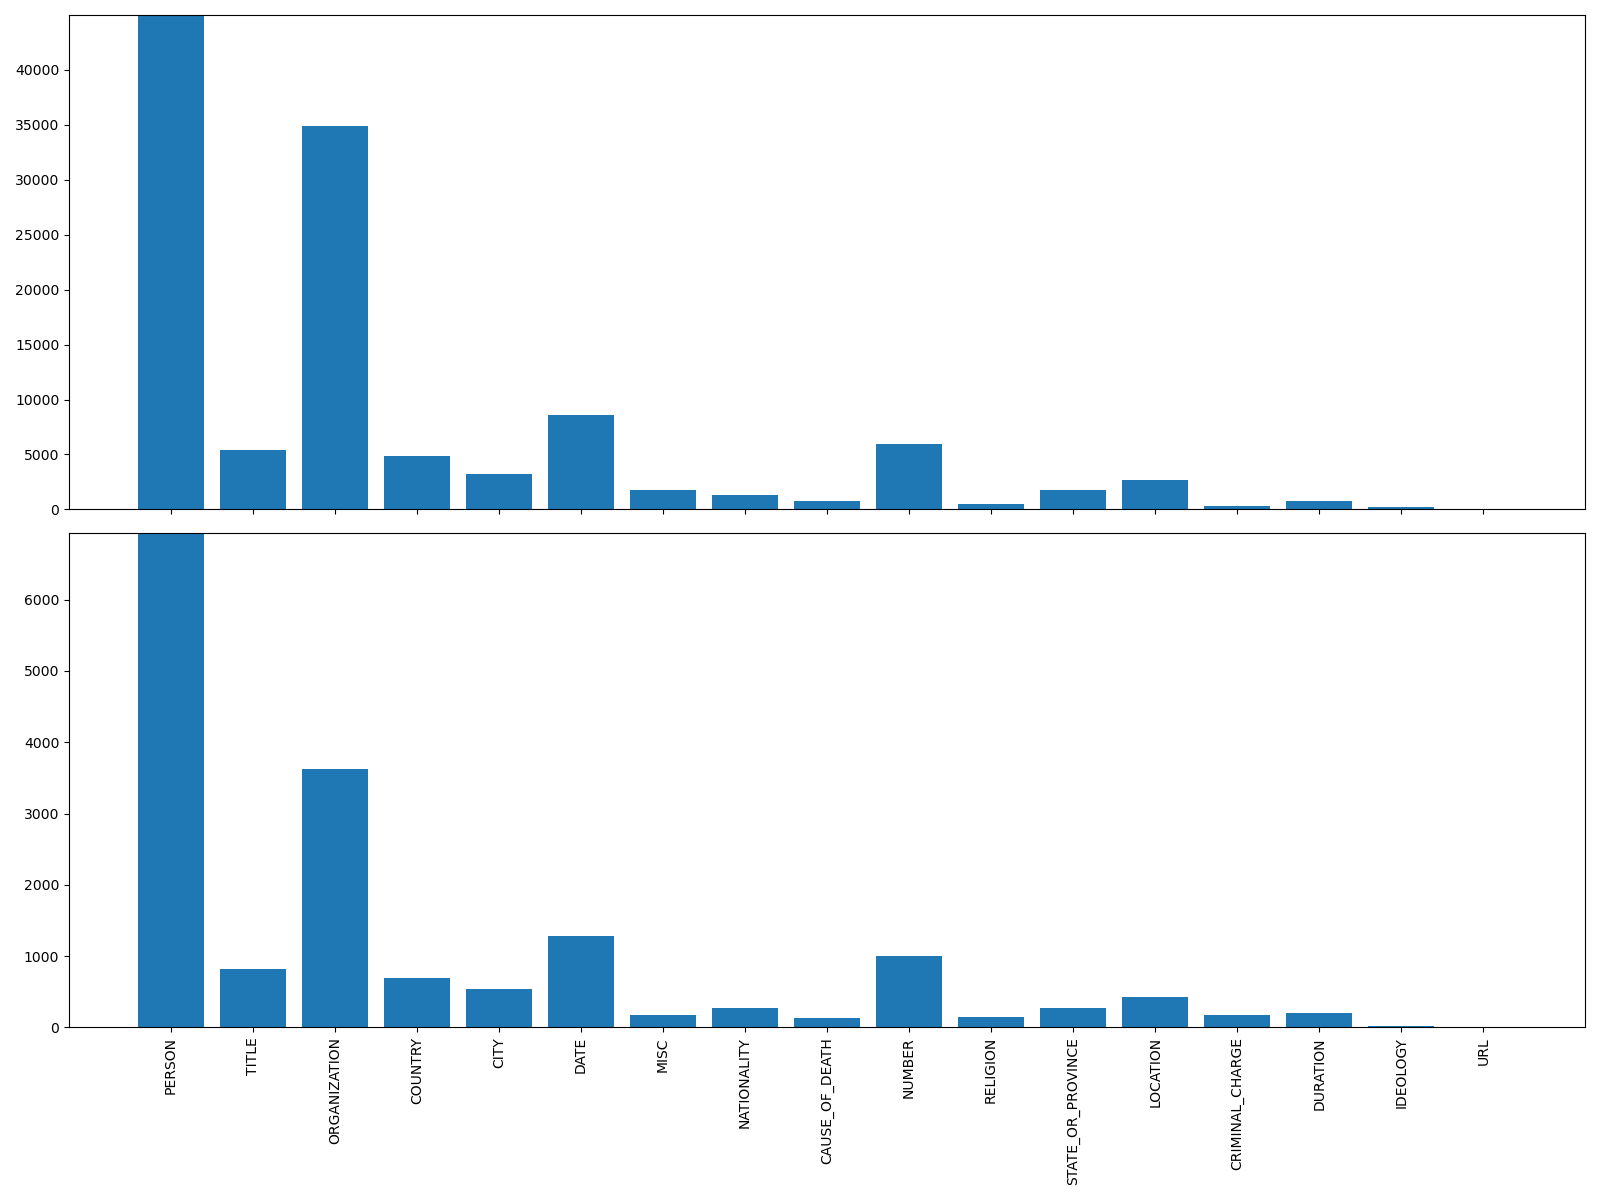 40000
35000
30000
25000
20000
15000
10000
5000
0
6000
5000
4000
3000
2000
1000
0
PERSON
TITLE
ORGANIZATION
COUNTRY
CITY
DATE
MISC
NATIONALITY
CAUSE_OF_DEATH
NUMBER
RELIGION
STATE_OR_PROVINCE
LOCATION
CRIMINAL_CHARGE
DURATION
IDEOLOGY
URL